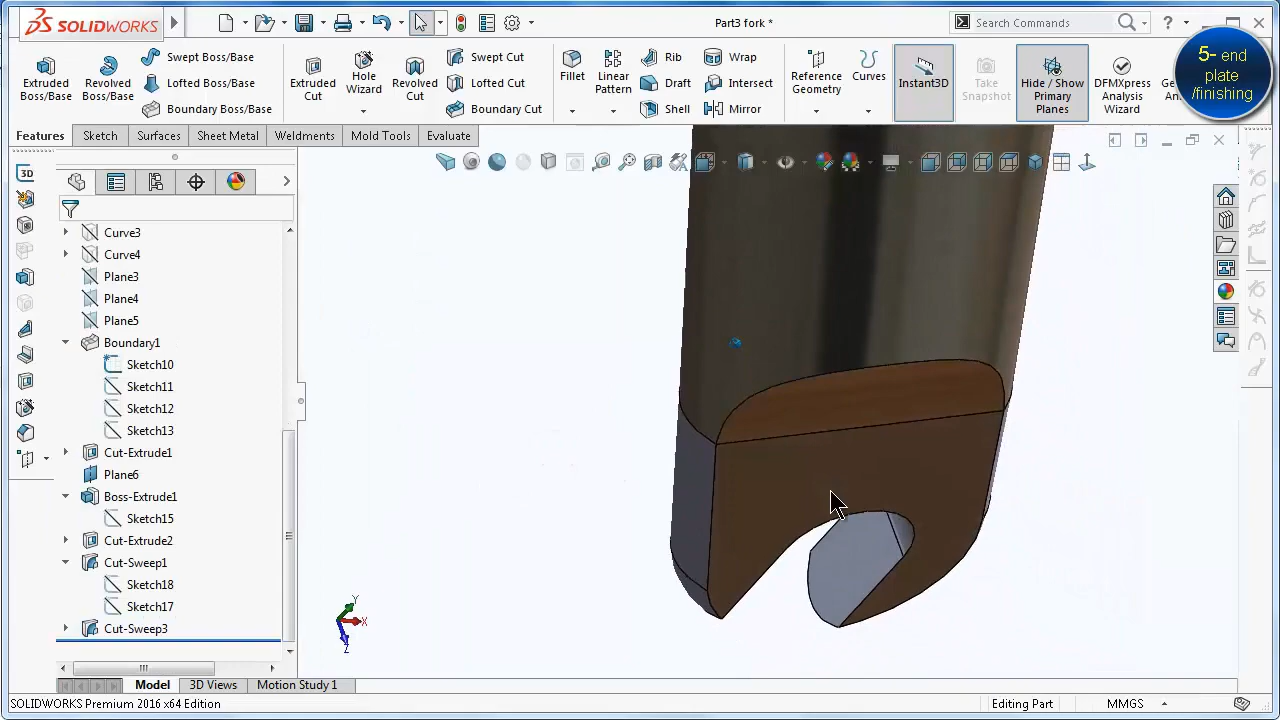 SOLIDWORKS
Part3 fork *
Search Commands
?
5- end
plate
/finishing
Extruded
Boss/Base
Revolved
Boss/Base
Swept Boss/Base
Lofted Boss/Base
Boundary Boss/Base
Extruded
Cut
Hole
Wizard
Revolved
Cut
Swept Cut
Lofted Cut
Boundary Cut
Fillet
Linear
Pattern
Rib
Draft
Shell
Wrap
Intersect
Mirror
Reference
Geometry
Curves
Instant3D
Take
Snapshot
Hide / Show
Primary
Planes
DFMXpress
Analysis
Wizard
Features
Sketch
Surfaces
Sheet Metal
Weldments
Mold Tools
Evaluate
3D
Curve3
Curve4
Plane3
Plane4
Plane5
Boundary1
Sketch10
Sketch11
Sketch12
Sketch13
Cut-Extrude1
Plane6
Boss-Extrude1
Sketch15
Cut-Extrude2
Cut-Sweep1
Sketch18
Sketch17
Cut-Sweep3
Y
X
Z
Model
3D Views
Motion Study 1
SOLIDWORKS Premium 2016 x64 Edition
Editing Part
MMGS